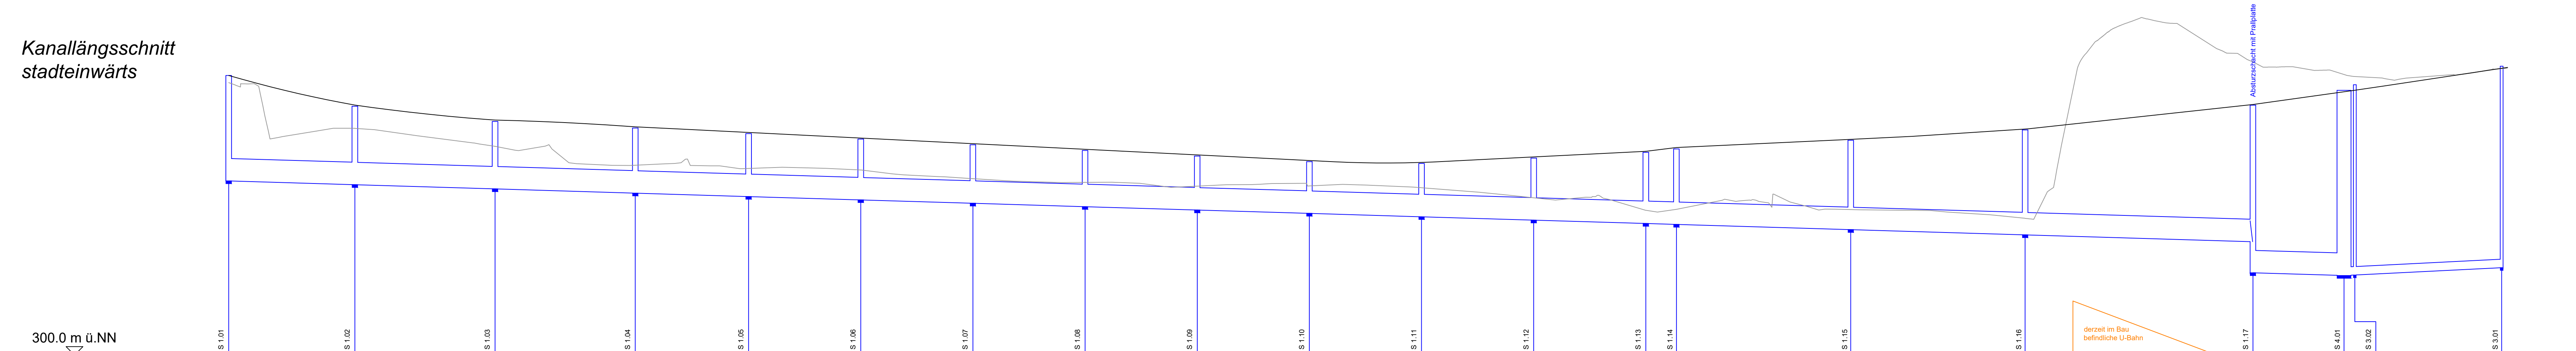 Kanallängsschnitt
stadteinwärts
Absturzschacht mit Prallplatte
300.0 m ü.NN
S 1.01
S 1.02
S 1.03
S 1.04
S 1.05
S 1.06
S 1.07
S 1.08
S 1.09
S 1.10
S 1.11
S 1.12
S 1.13
S 1.14
S 1.15
S 1.16
derzeit im Bau
befindliche U-Bahn
S 1.17
S 4.01
S 3.02
S 3.01